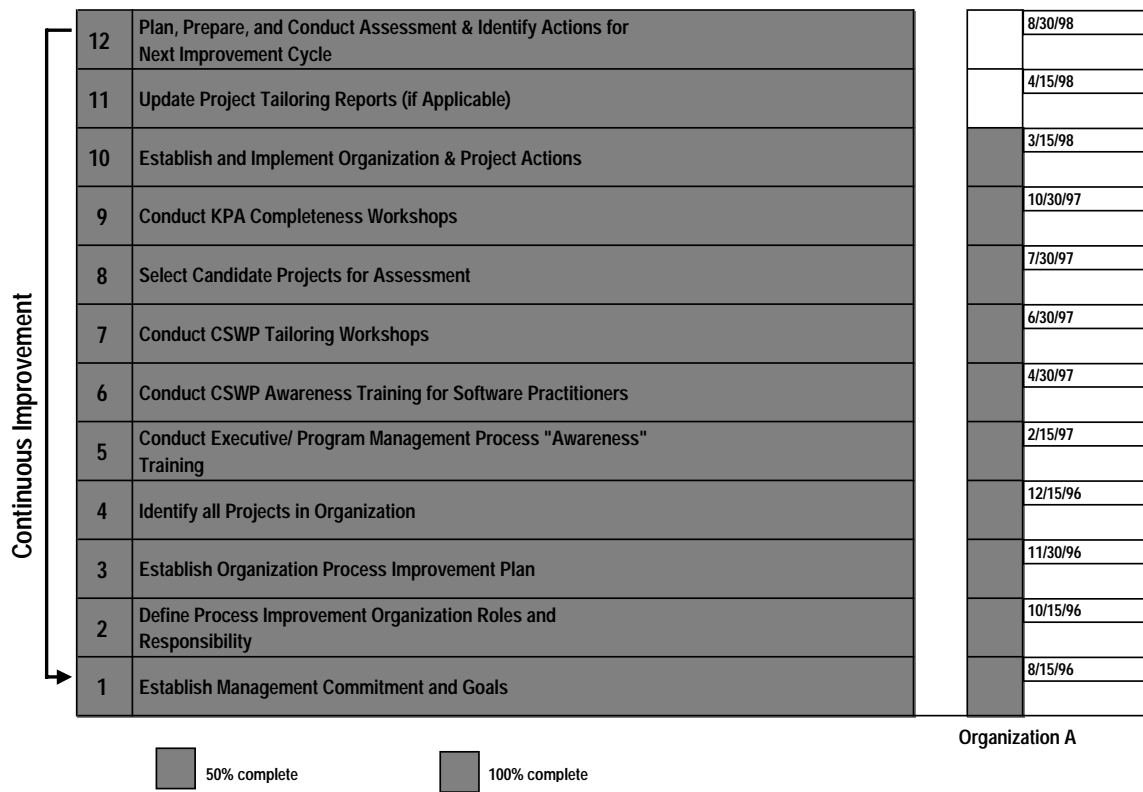 12
Plan, Prepare, and Conduct Assessment & Identify Actions for
Next Improvement Cycle
8/30/98
11
Update Project Tailoring Reports (if Applicable)
4/15/98
10
Establish and Implement Organization & Project Actions
3/15/98
9
Conduct KPA Completeness Workshops
10/30/97
8
Select Candidate Projects for Assessment
7/30/97
7
Conduct CSWP Tailoring Workshops
6/30/97
6
Conduct CSWP Awareness Training for Software Practitioners
4/30/97
5
Conduct Executive/ Program Management Process "Awareness"
Training
2/15/97
4
Identify all Projects in Organization
12/15/96
3
Establish Organization Process Improvement Plan
11/30/96
2
Define Process Improvement Organization Roles and
Responsibility
10/15/96
1
Establish Management Commitment and Goals
8/15/96
Continuous Improvement
Organization A
50% complete
100% complete